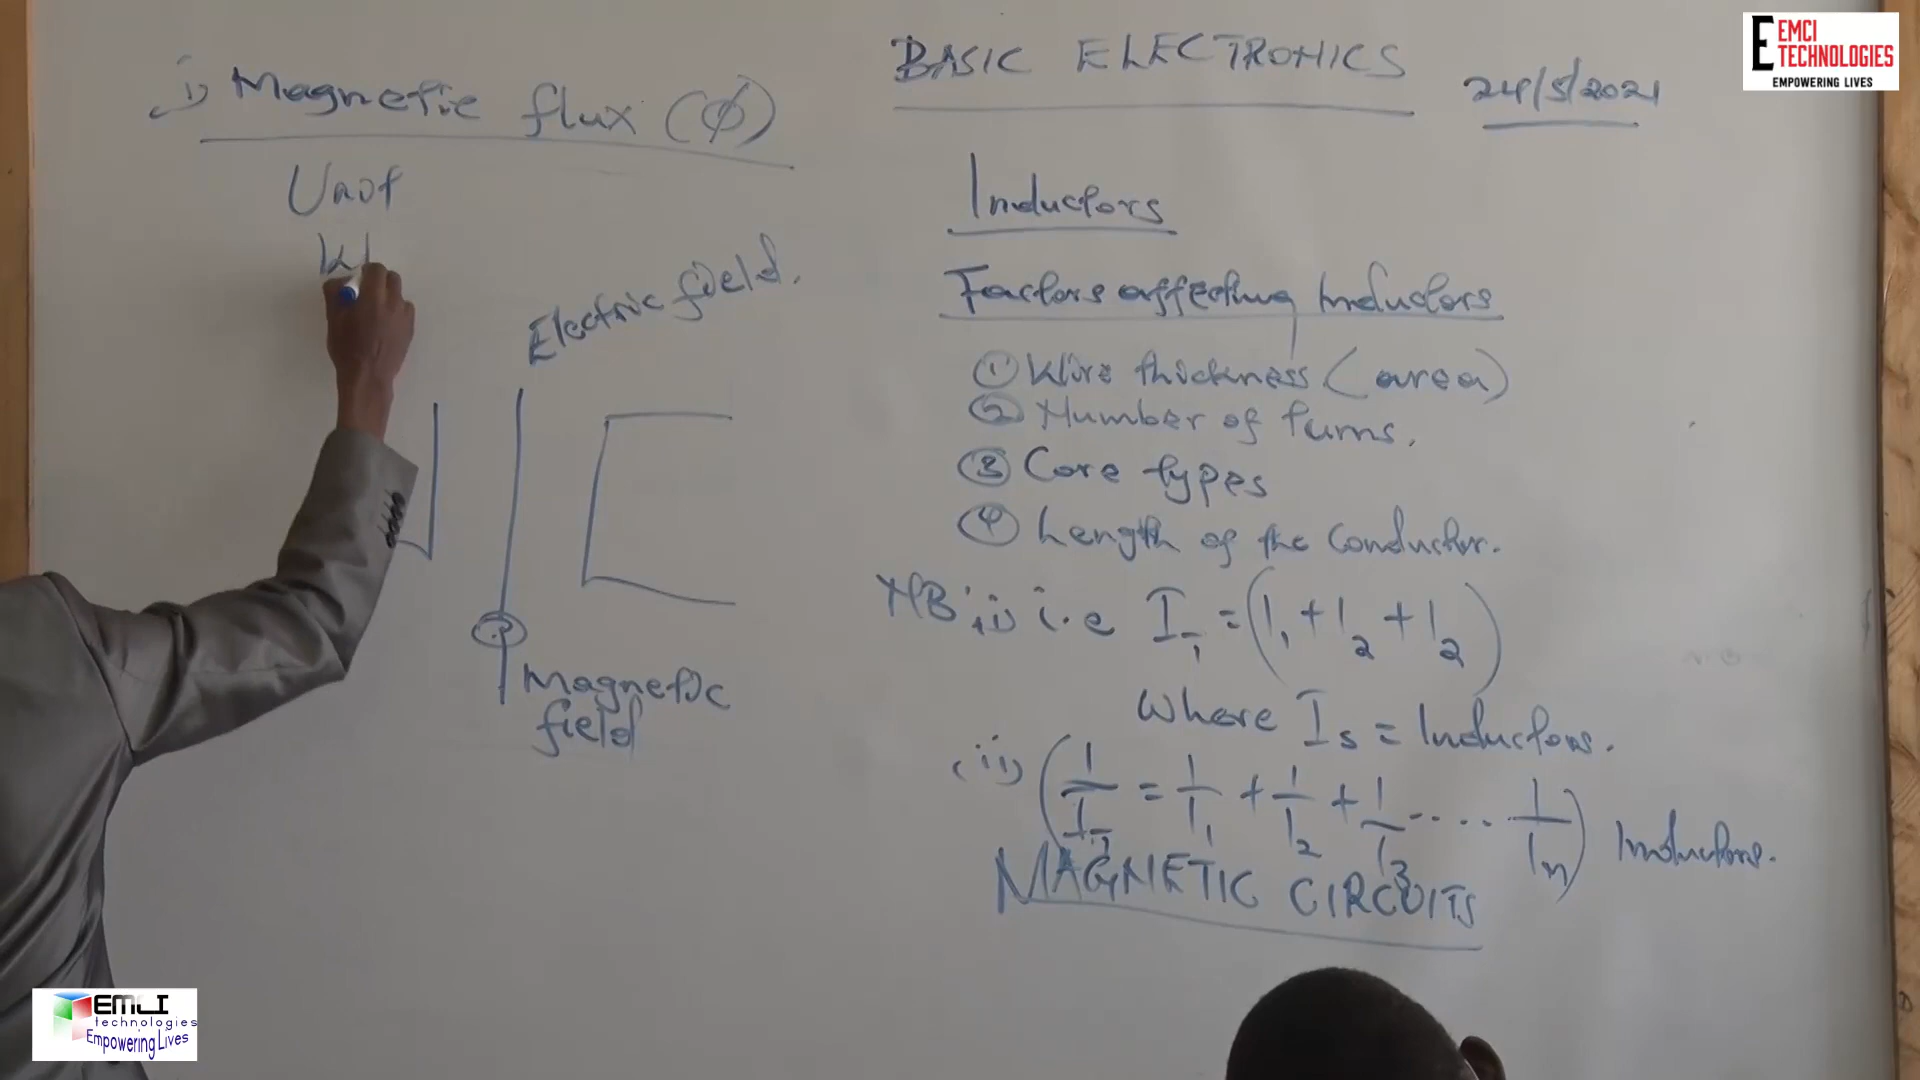 i) Magnetic flux (Φ)
Unit
Electric field.
Magnetic
field
BASIC ELECTRONICS
24/5/2021
Inductors
Factors affecting Inductors
① Wire thickness (area)
② Number of turns.
③ Core types
④ Length of the Conductor.
NB: i) i.e I_T = (I₁ + I₂ + I₂)
Where Is = Inductors.
(ii) (1/I_T = 1/I₁ + 1/I₂ + 1/I₃ ---- 1/In) Inductors.
MAGNETIC CIRCUITS
E EMCI
TECHNOLOGIES
EMPOWERING LIVES
EMCI
technologies
Empowering Lives